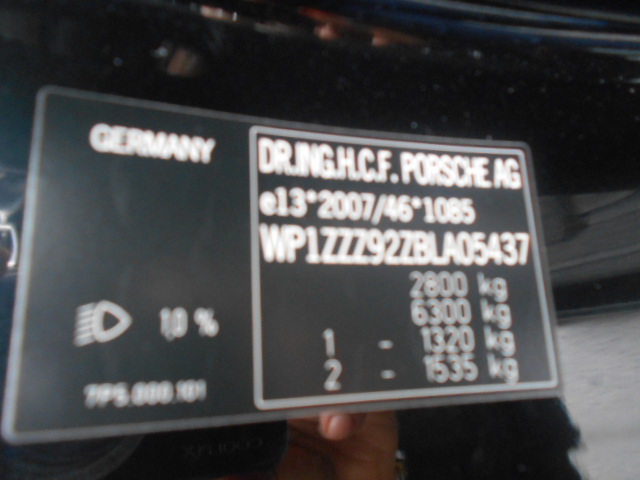 GERMANY
DR.ING.H.C.F. PORSCHE AG
e13*2007/46*1085
WP1ZZZ92ZBLA05437
2800 kg
6300 kg
1 - 1320 kg
2 - 1535 kg
1,0 %
7P5.000.101